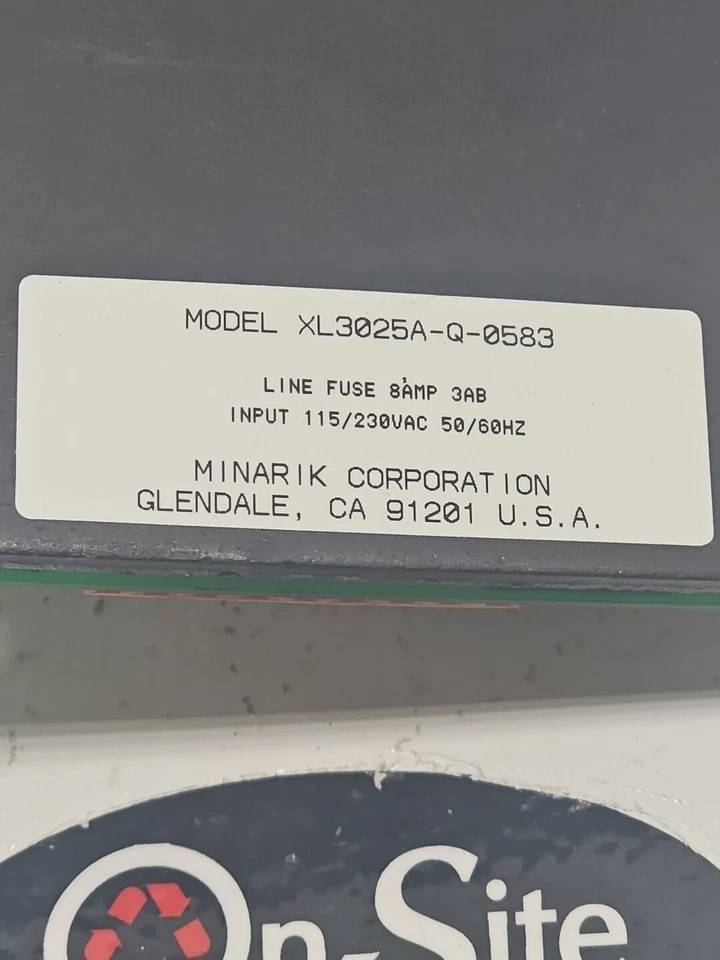 MODEL XL3025A-Q-0583
LINE FUSE 8AMP 3AB
INPUT 115/230VAC 50/60HZ
MINARIK CORPORATION
GLENDALE, CA 91201 U.S.A.
On-Site